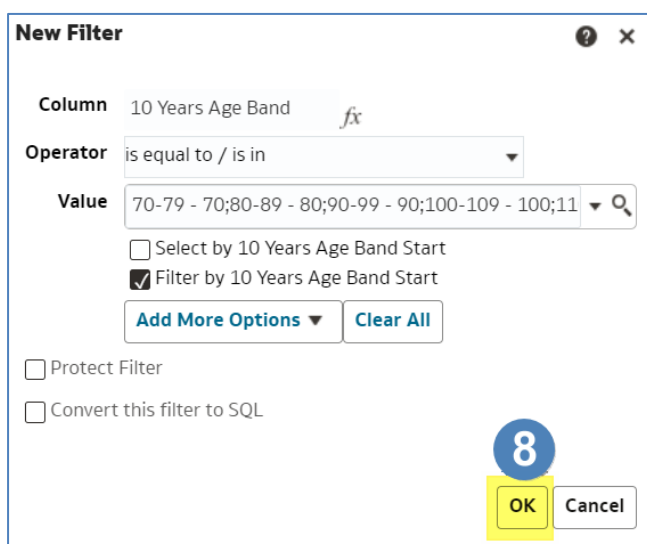 New Filter
Column 10 Years Age Band fx
Operator is equal to / is in
Value 70-79 - 70;80-89 - 80;90-99 - 90;100-109 - 100;11
Select by 10 Years Age Band Start
Filter by 10 Years Age Band Start
Add More Options Clear All
Protect Filter
Convert this filter to SQL
8
OK Cancel